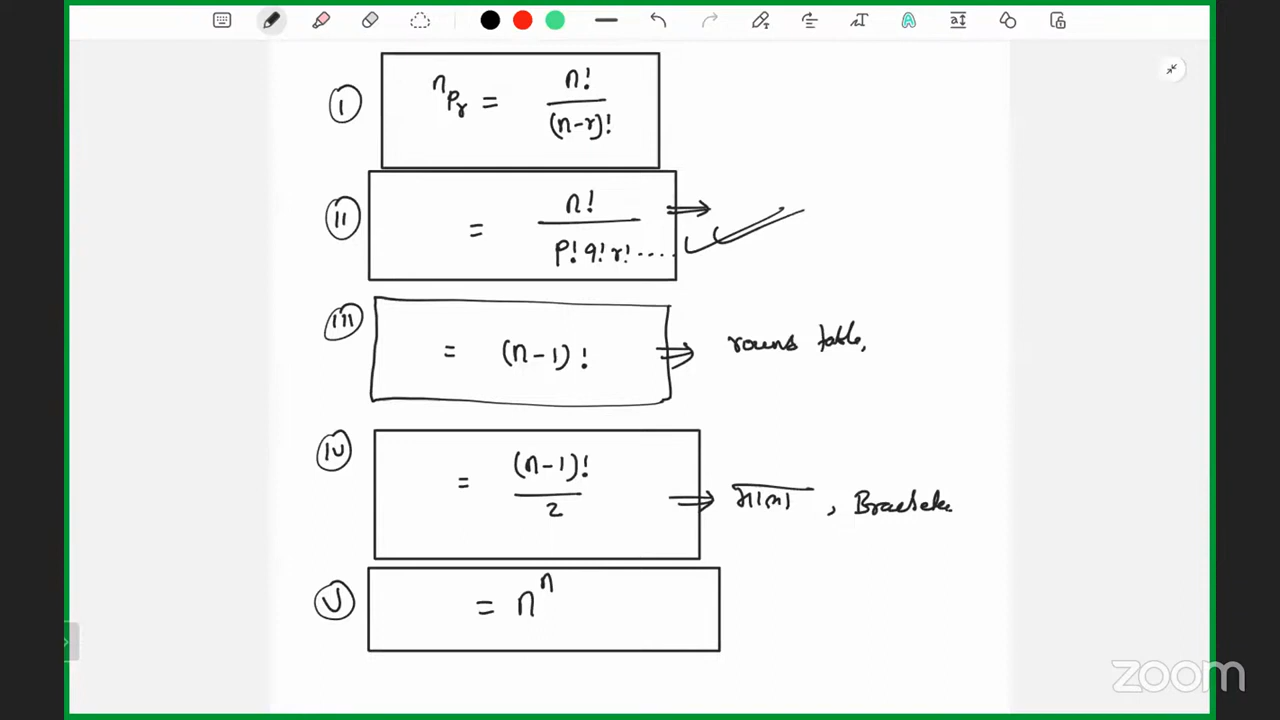 I
ⁿPᵣ = n! / (n-r)!
II
= n! / P! q! r! ....
III
= (n-1)! ⇒ round table,
IV
= (n-1)! / 2 ⇒ , Bracelet
V
= nⁿ
zoom